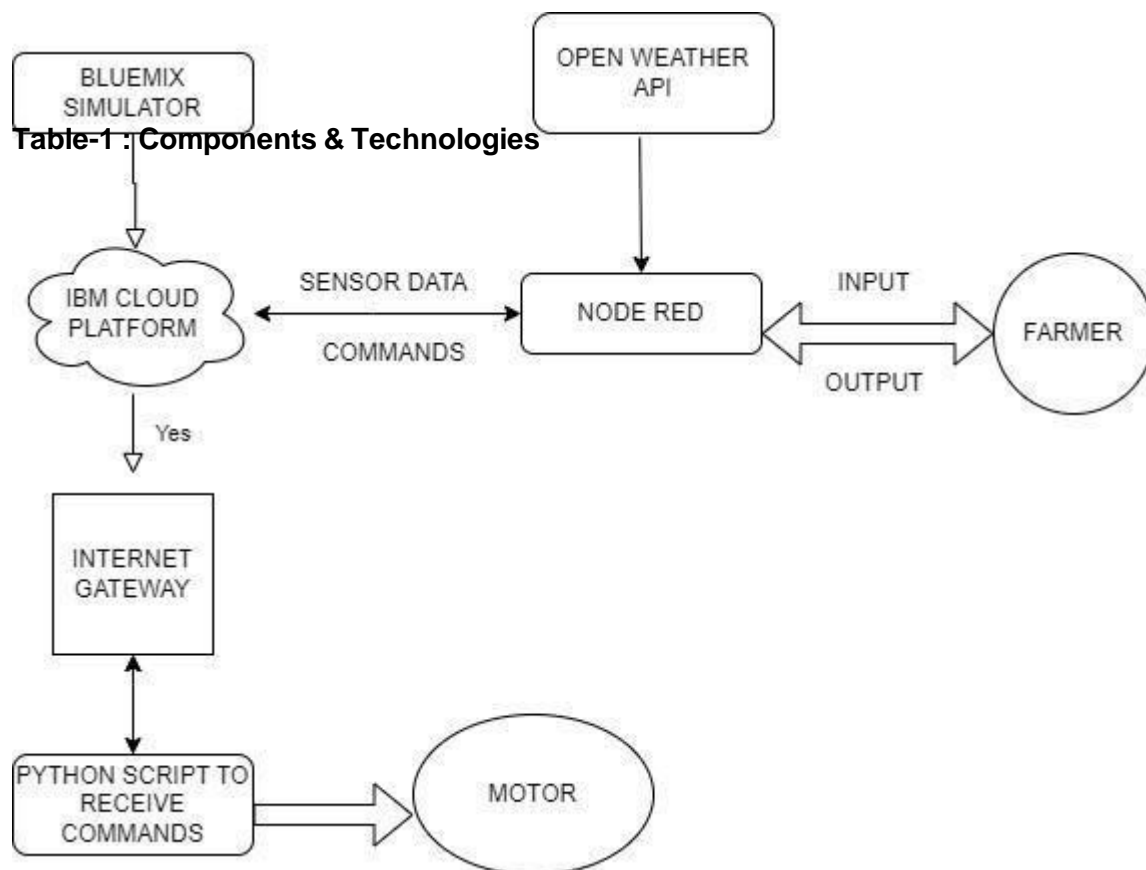 BLUEMIX
SIMULATOR
OPEN WEATHER
API
Table-1 : Components & Technologies
IBM CLOUD
PLATFORM
SENSOR DATA
COMMANDS
NODE RED
INPUT
OUTPUT
FARMER
Yes
INTERNET
GATEWAY
PYTHON SCRIPT TO
RECEIVE
COMMANDS
MOTOR